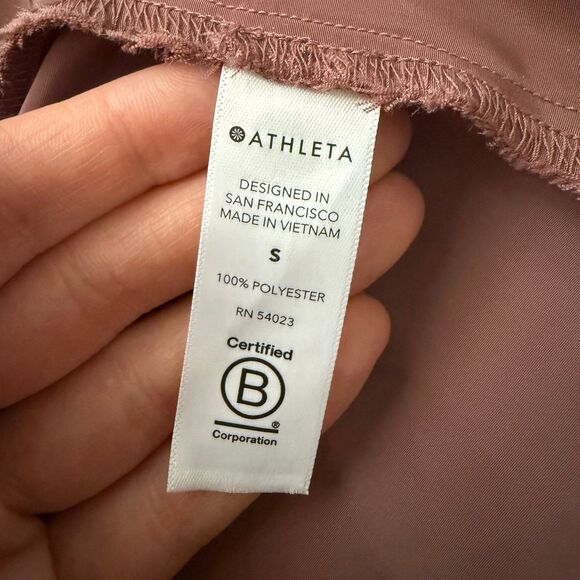 ATHLETA
DESIGNED IN
SAN FRANCISCO
MADE IN VIETNAM
S
100% POLYESTER
RN 54023
Certified
B
®
Corporation